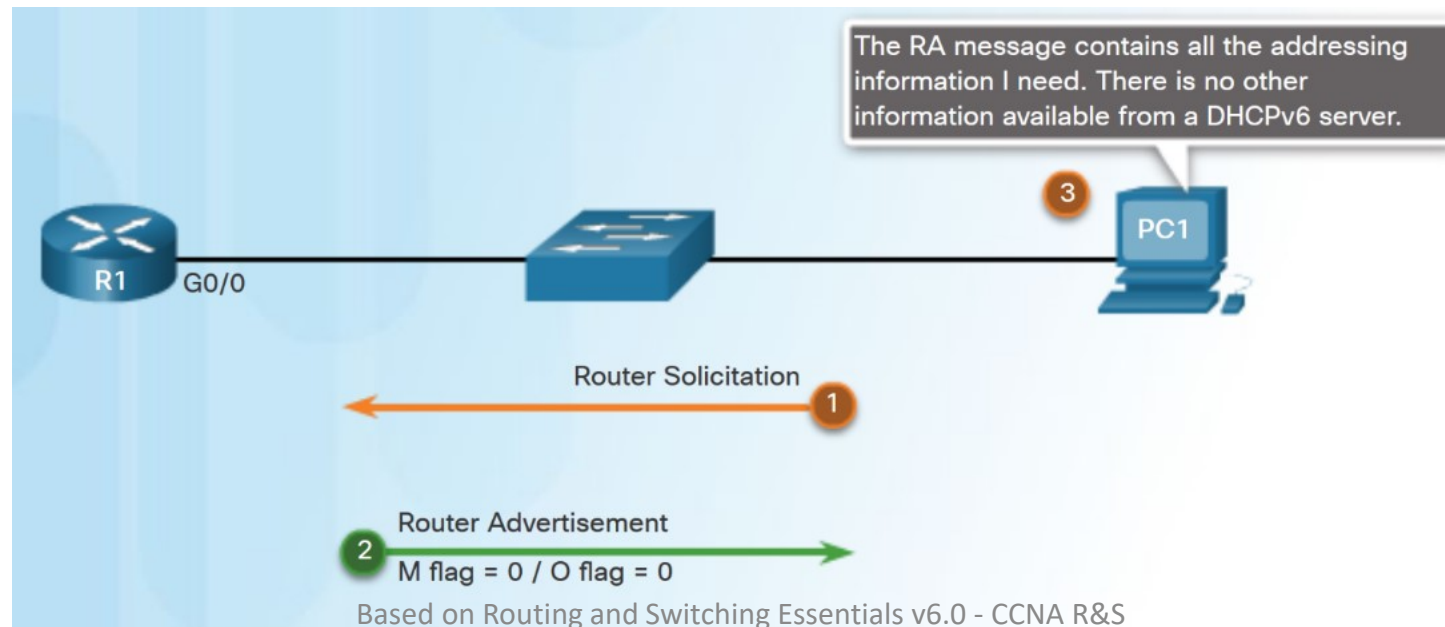 The RA message contains all the addressing
information I need. There is no other
information available from a DHCPv6 server.
3
PC1
R1
G0/0
Router Solicitation
1
Router Advertisement
2
M flag = 0 / O flag = 0
Based on Routing and Switching Essentials v6.0 - CCNA R&S